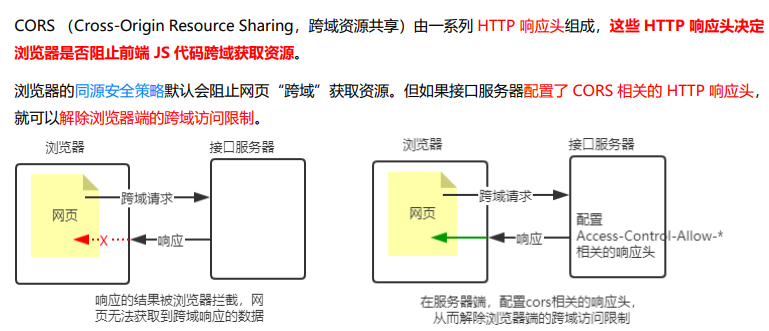 CORS （Cross-Origin Resource Sharing，跨域资源共享）由一系列 HTTP 响应头组成，这些 HTTP 响应头决定
浏览器是否阻止前端 JS 代码跨域获取资源。
浏览器的同源安全策略默认会阻止网页“跨域”获取资源。但如果接口服务器配置了 CORS 相关的 HTTP 响应头，
就可以解除浏览器端的跨域访问限制。
浏览器
接口服务器
网页
跨域请求
X
响应
响应的结果被浏览器拦截，网
页无法获取到跨域响应的数据
浏览器
接口服务器
网页
跨域请求
响应
配置
Access-Control-Allow-*
相关的响应头
在服务器端，配置cors相关的响应头，
从而解除浏览器端的跨域访问限制